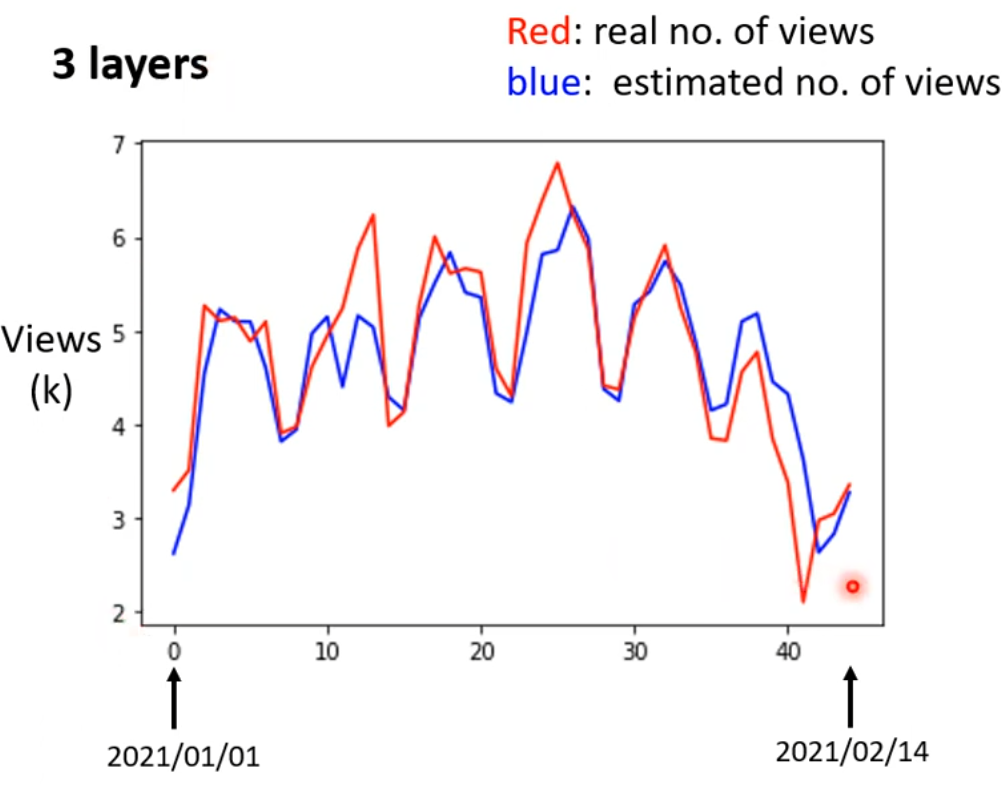 3 layers
Red: real no. of views
blue:  estimated no. of views
Views
(k)
7
6
5
4
3
2
0 10 20 30 40
2021/01/01
2021/02/14